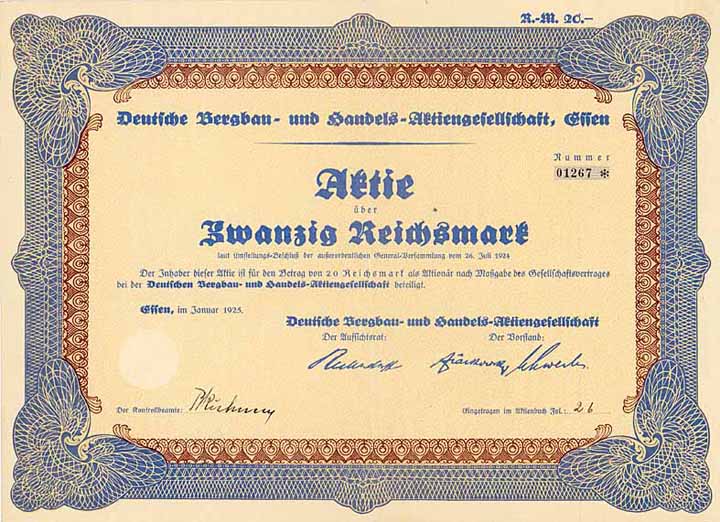 R.-M. 20.—
Deutsche Bergbau- und Handels-Aktiengesellschaft, Essen
Nummer
01267 *
Aktie
über
Zwanzig Reichsmark
laut Umstellungs-Beschluß der außerordentlichen General-Versammlung vom 26. Juli 1924
Der Inhaber dieser Aktie ist für den Betrag von 20 Reichsmark als Aktionär nach Maßgabe des Gesellschaftsvertrages
bei der Deutschen Bergbau- und Handels-Aktiengesellschaft beteiligt.
Essen, im Januar 1925.
Deutsche Bergbau- und Handels-Aktiengesellschaft
Der Aufsichtsrat: Der Vorstand:
Der Kontrollbeamte:
Eingetragen im Aktienbuch Fol.: 26